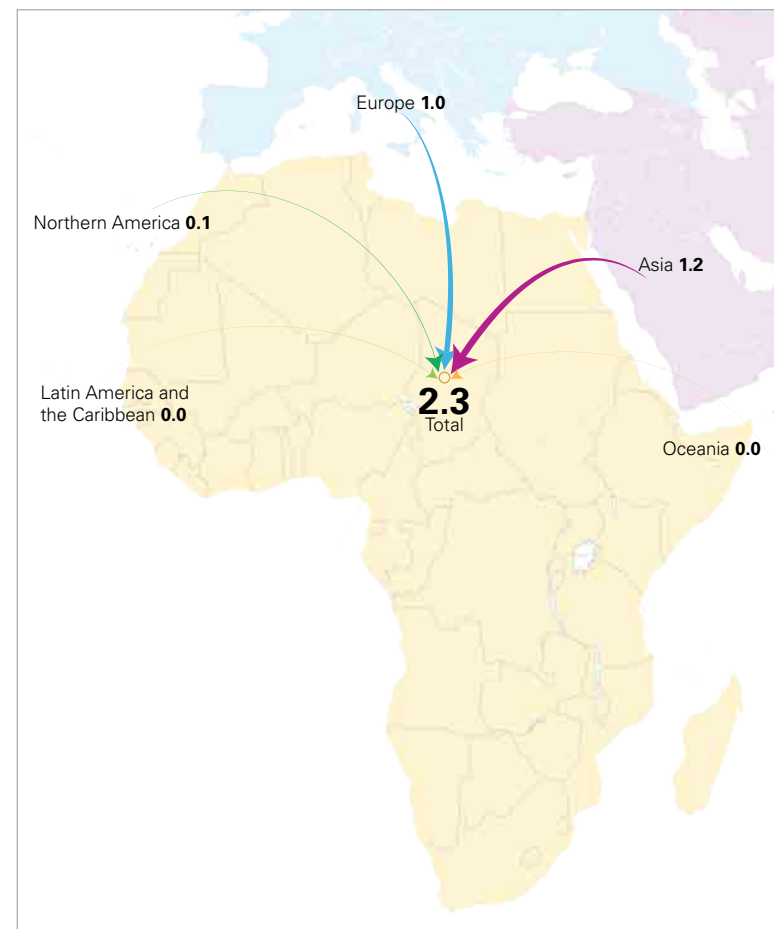 Europe 1.0
Northern America 0.1
Asia 1.2
Latin America and
the Caribbean 0.0
2.3
Total
Oceania 0.0